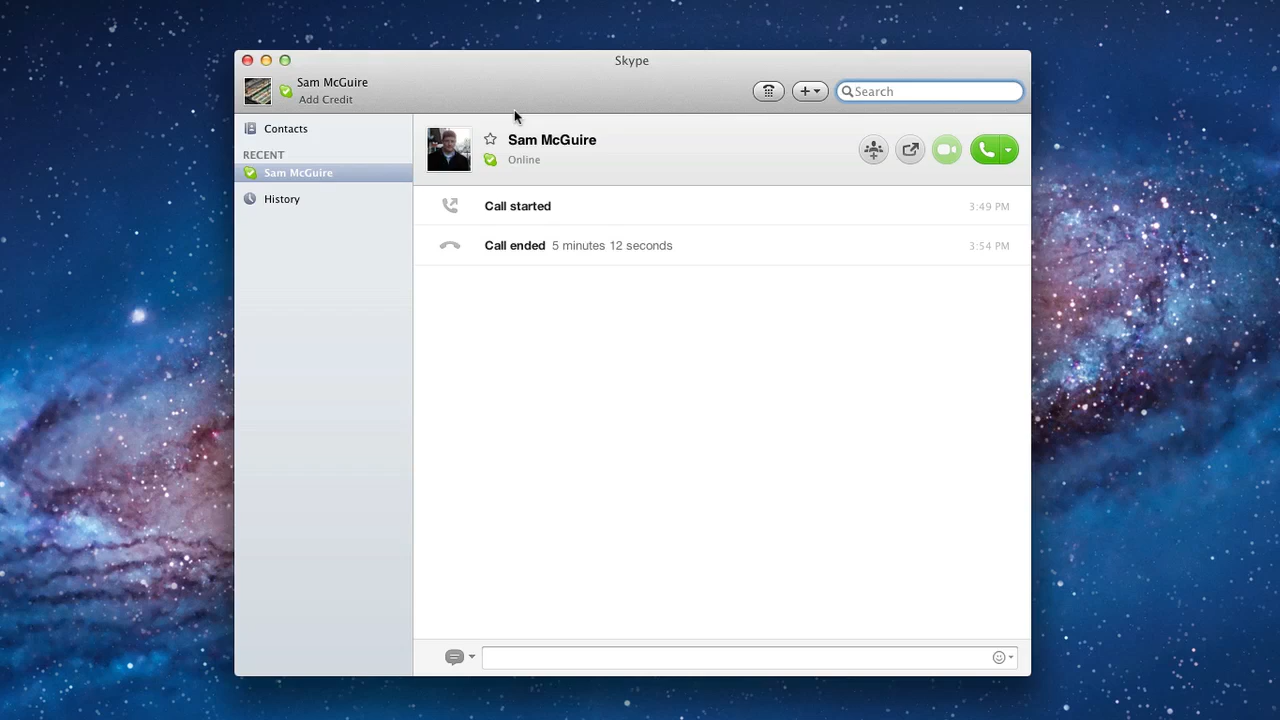 Skype
Sam McGuire
Add Credit
Search
Contacts
RECENT
Sam McGuire
History
Sam McGuire
Online
Call started 3:49 PM
Call ended 5 minutes 12 seconds 3:54 PM